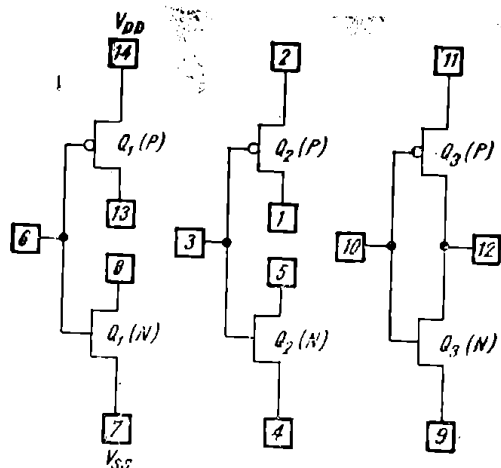 V_DD
14
2
11
Q₁(P)
Q₂(P)
Q₃(P)
13
1
6
3
10
12
8
5
Q₁(N)
Q₂(N)
Q₃(N)
7
4
9
V_SS